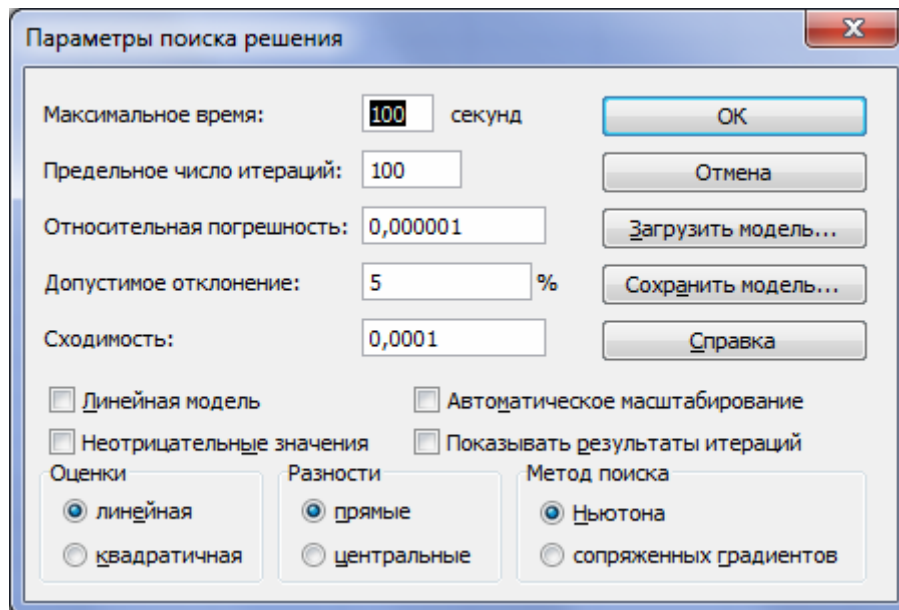 Параметры поиска решения
Максимальное время: 100 секунд ОК
Предельное число итераций: 100 Отмена
Относительная погрешность: 0,000001 Загрузить модель...
Допустимое отклонение: 5 % Сохранить модель...
Сходимость: 0,0001 Справка
Линейная модель Автоматическое масштабирование
Неотрицательные значения Показывать результаты итераций
Оценки Разности Метод поиска
линейная прямые Ньютона
квадратичная центральные сопряженных градиентов